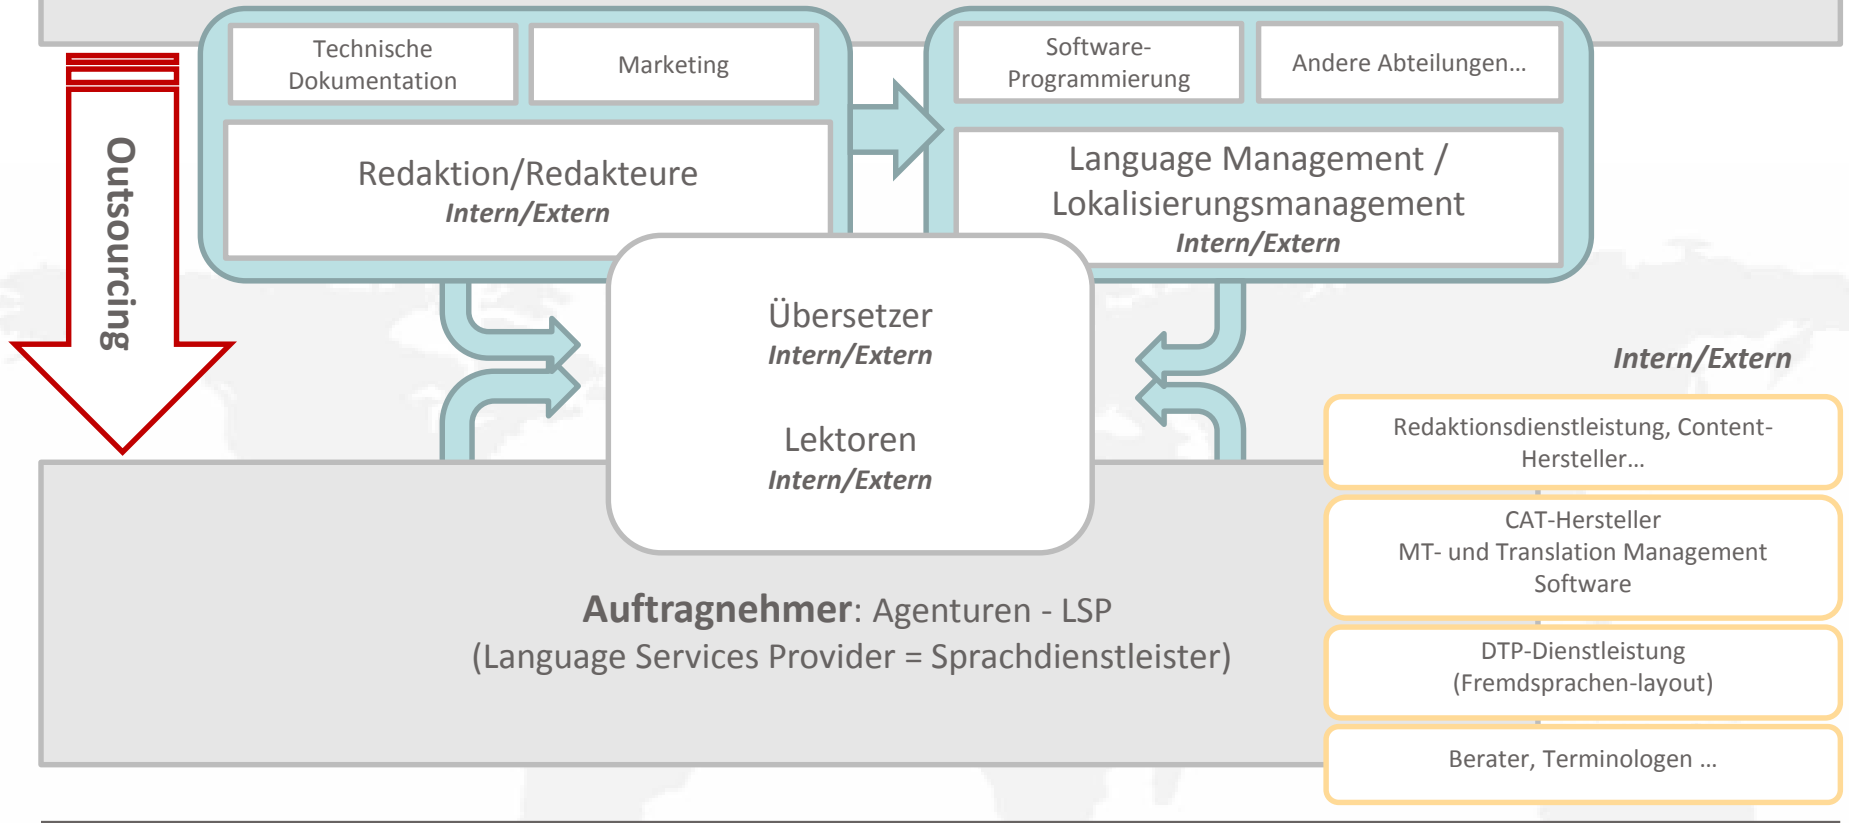 Technische
Dokumentation
Marketing
Software-
Programmierung
Andere Abteilungen...
Redaktion/Redakteure
Intern/Extern
Language Management /
Lokalisierungsmanagement
Intern/Extern
Outsourcing
Übersetzer
Intern/Extern
Lektoren
Intern/Extern
Intern/Extern
Redaktionsdienstleistung, Content-
Hersteller...
CAT-Hersteller
MT- und Translation Management
Software
DTP-Dienstleistung
(Fremdsprachen-layout)
Berater, Terminologen ...
Auftragnehmer: Agenturen - LSP
(Language Services Provider = Sprachdienstleister)